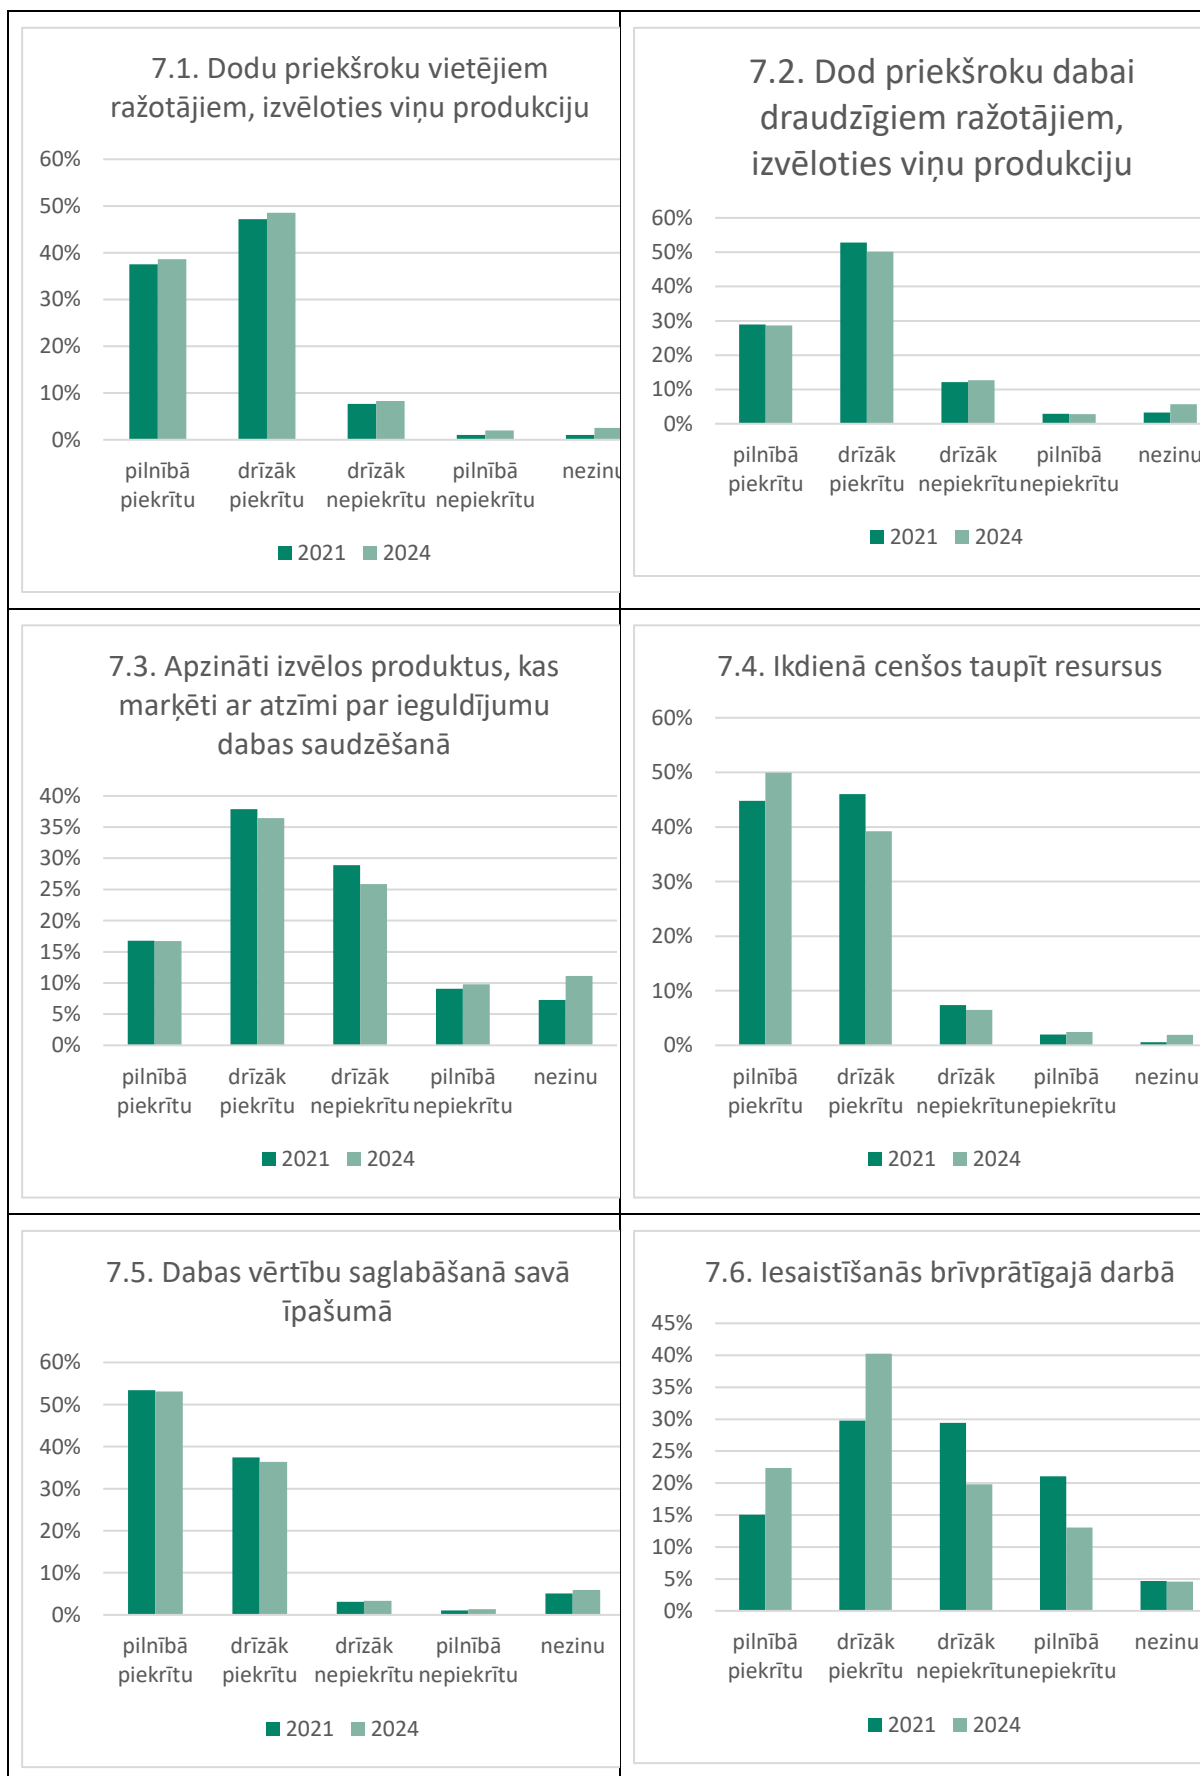 7.1. Dodu priekšroku vietējiem
ražotājiem, izvēloties viņu produkciju
60%
50%
40%
30%
20%
10%
0%
pilnībā drīzāk drīzāk pilnībā nezinu
piekrītu piekrītu nepiekrītu nepiekrītu
2021 2024
7.2. Dod priekšroku dabai
draudzīgiem ražotājiem,
izvēloties viņu produkciju
60%
50%
40%
30%
20%
10%
0%
pilnībā drīzāk drīzāk pilnībā nezinu
piekrītu piekrītu nepiekrītu nepiekrītu
2021 2024
7.3. Apzināti izvēlos produktus, kas
marķēti ar atzīmi par ieguldījumu
dabas saudzēšanā
40%
35%
30%
25%
20%
15%
10%
5%
0%
pilnībā drīzāk drīzāk pilnībā nezinu
piekrītu piekrītu nepiekrītu nepiekrītu
2021 2024
7.4. Ikdienā cenšos taupīt resursus
60%
50%
40%
30%
20%
10%
0%
pilnībā drīzāk drīzāk pilnībā nezinu
piekrītu piekrītu nepiekrītu nepiekrītu
2021 2024
7.5. Dabas vērtību saglabāšanā savā
īpašumā
60%
50%
40%
30%
20%
10%
0%
pilnībā drīzāk drīzāk pilnībā nezinu
piekrītu piekrītu nepiekrītu nepiekrītu
2021 2024
7.6. Iesaistīšanās brīvprātīgajā darbā
45%
40%
35%
30%
25%
20%
15%
10%
5%
0%
pilnībā drīzāk drīzāk pilnībā nezinu
piekrītu piekrītu nepiekrītu nepiekrītu
2021 2024